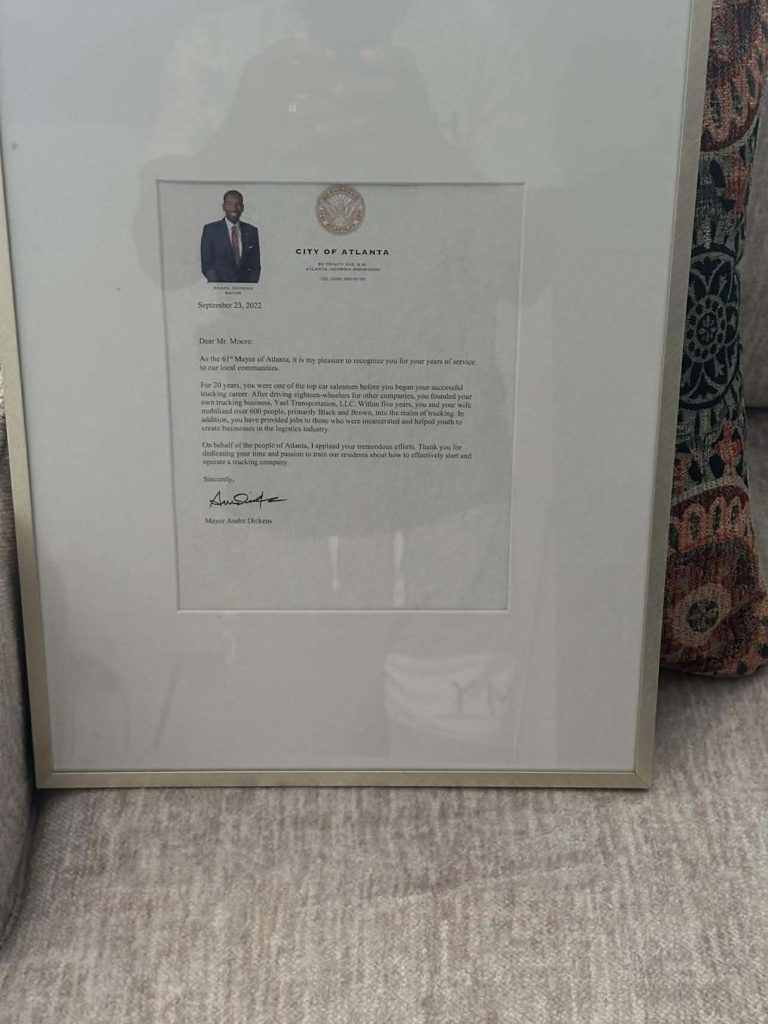 CITY OF ATLANTA
55 TRINITY AVE, S.W.
ATLANTA, GEORGIA
TEL (404)
ANDRE DICKENS
MAYOR
September 23, 2022
Dear Mr. Moore:
As the 61st Mayor of Atlanta, it is my pleasure to recognize you for your years of service
to our local communities.
For 20 years, you were one of the top car salesmen before you began your successful
trucking career. After driving eighteen-wheelers for other companies, you founded your
own trucking business, Yael Transportation, LLC. Within five years, you and your wife
mobilized over 600 people, primarily Black and Brown, into the realm of trucking. In
addition, you have provided jobs to those who were incarcerated and helped youth to
create businesses in the logistics industry.
On behalf of the people of Atlanta, I applaud your tremendous efforts. Thank you for
dedicating your time and passion to train our residents about how to effectively start and
operate a trucking company.
Sincerely,
Mayor Andre Dickens
YM